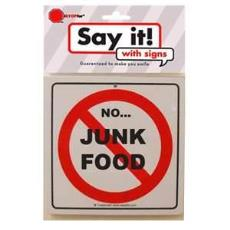 Say it!
with signs
Guaranteed to make you smile
NO...
JUNK
FOOD